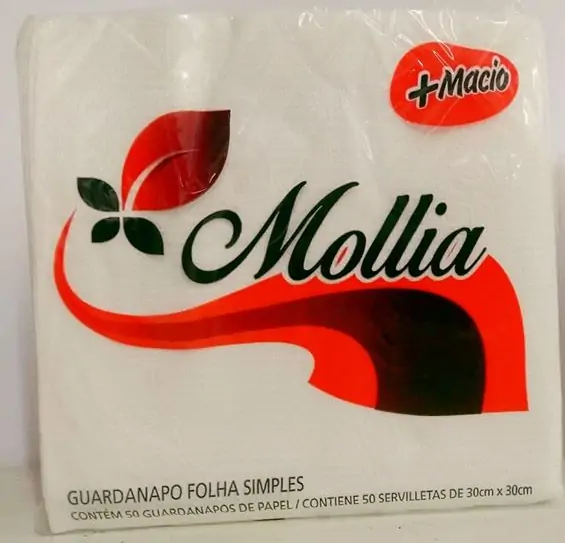 +Macio
Mollia
GUARDANAPO FOLHA SIMPLES
CONTÉM 50 GUARDANAPOS DE PAPEL / CONTIENE 50 SERVILLETAS DE 30cm x 30cm